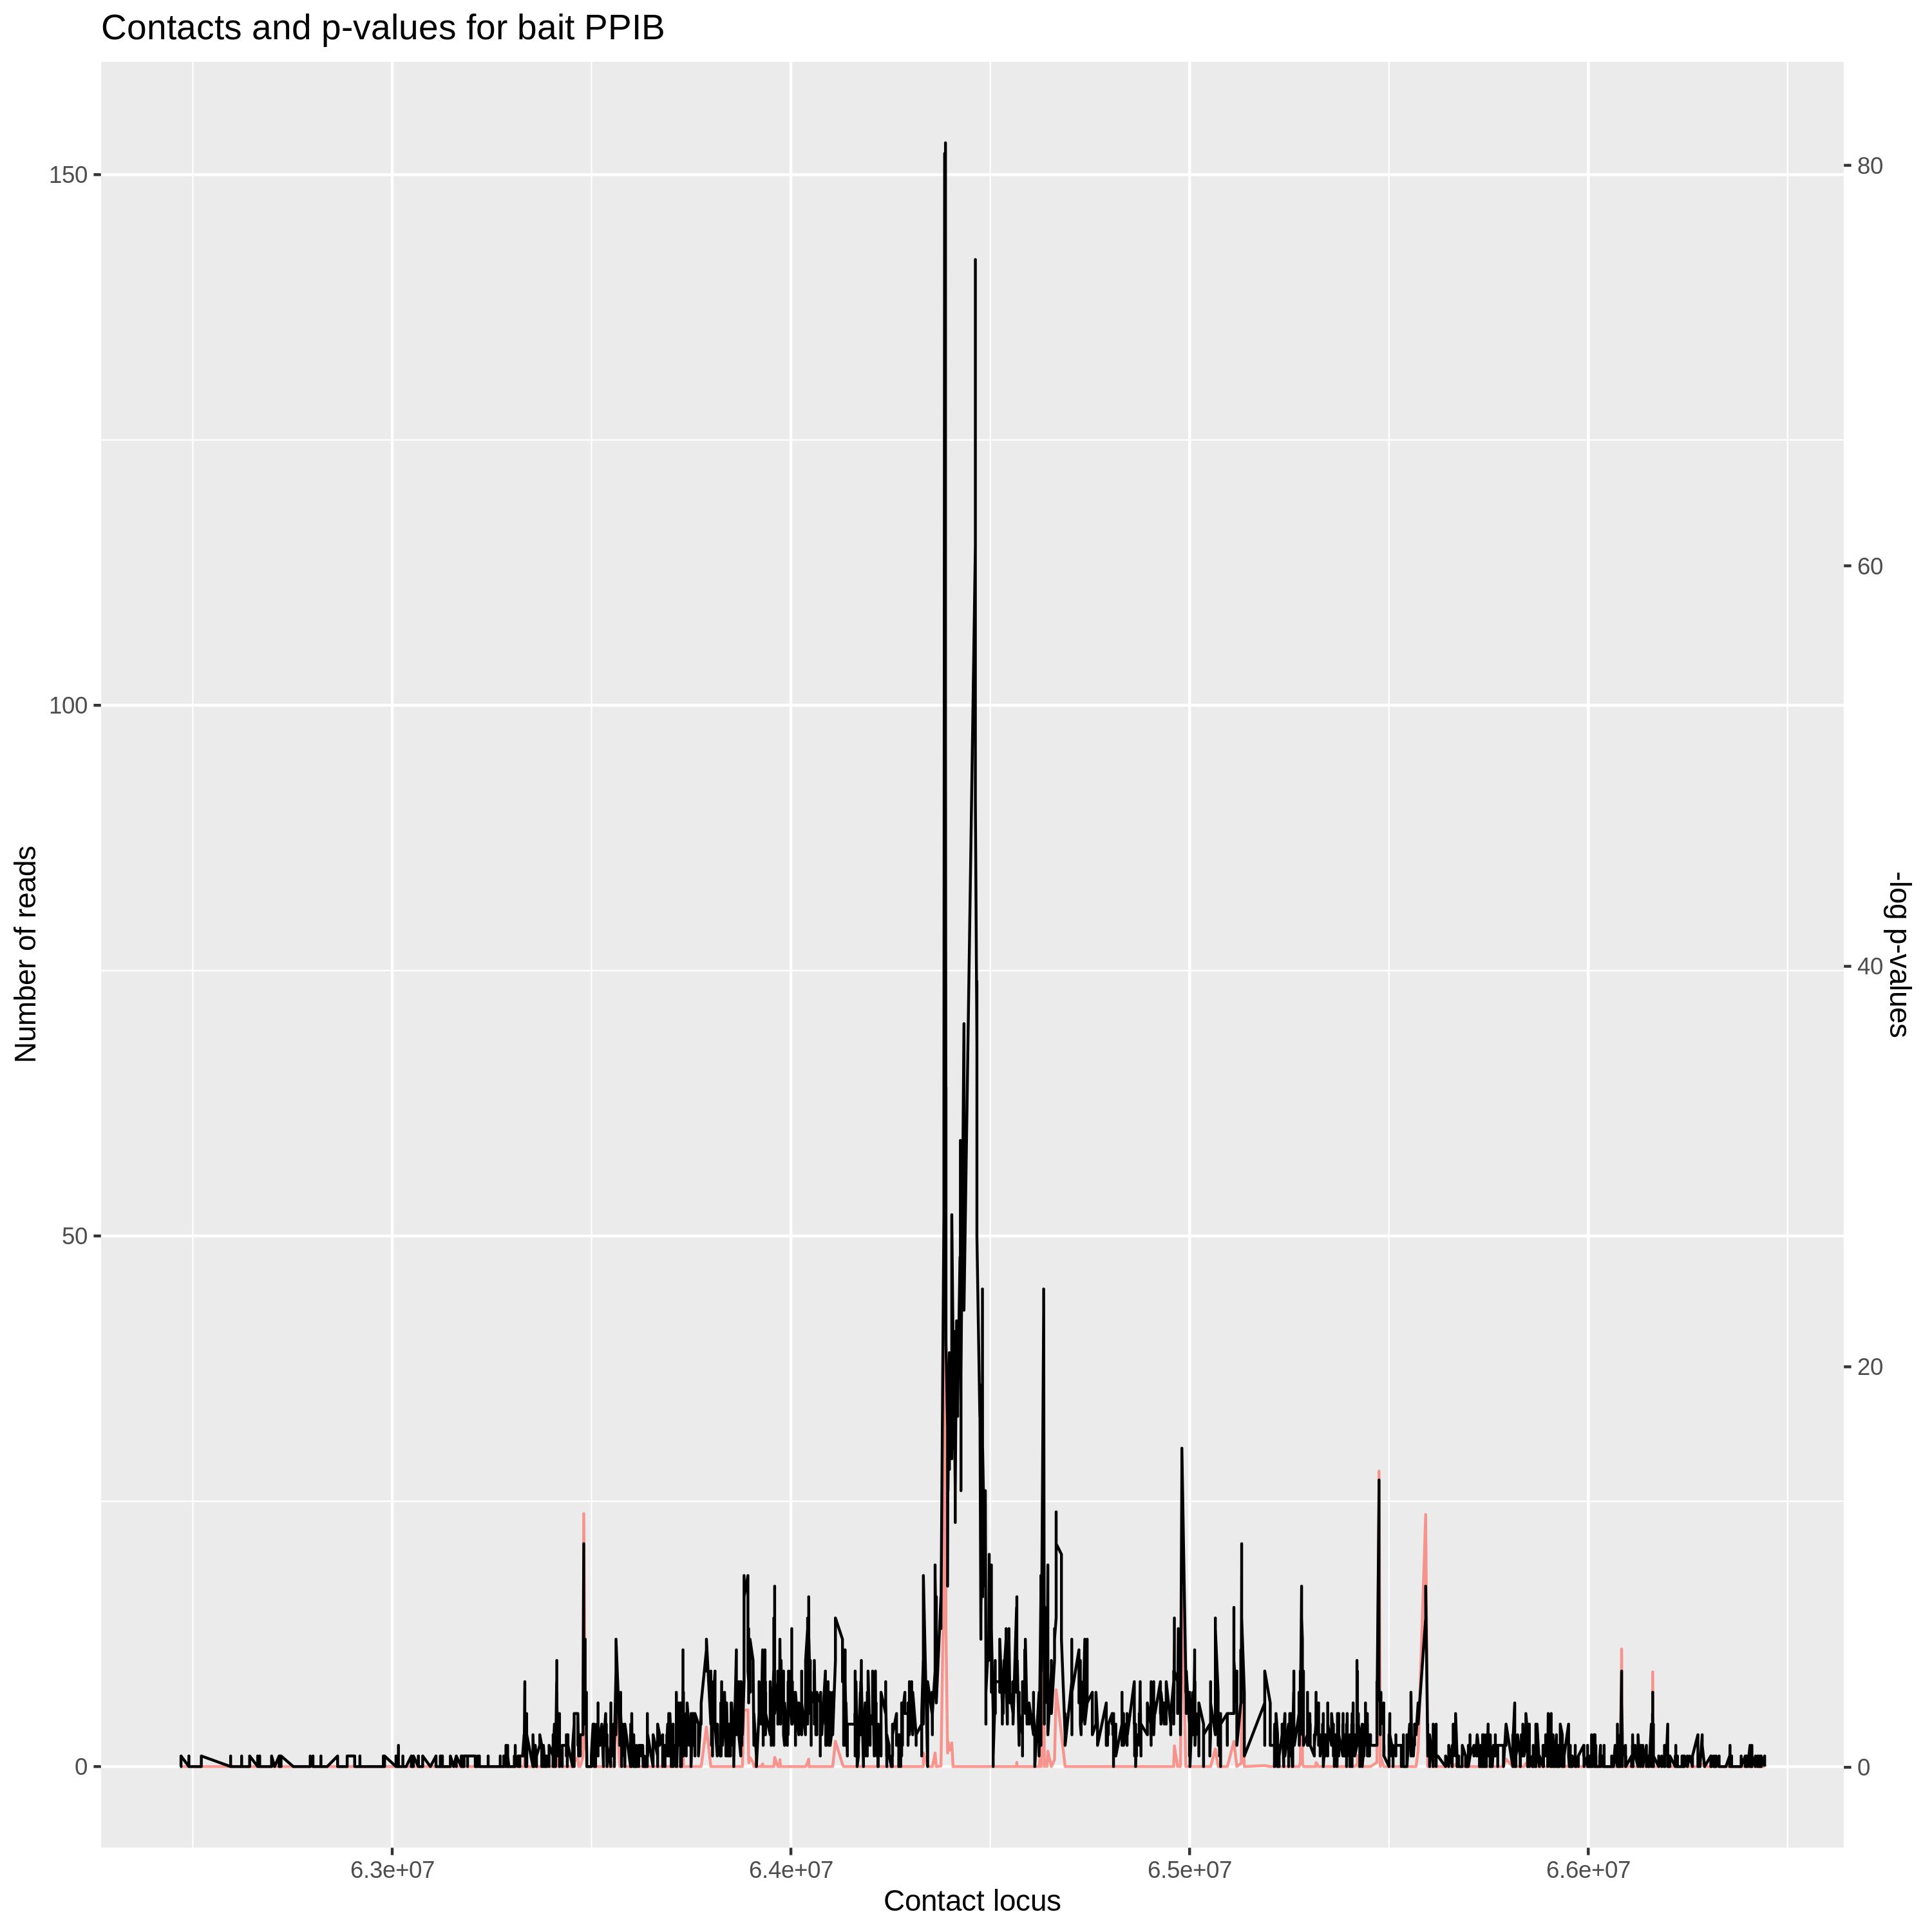 Contacts and p-values for bait PPIB
150
100
50
0
80
60
40
20
0
Number of reads
-log p-values
6.3e+07 6.4e+07 6.5e+07 6.6e+07
Contact locus